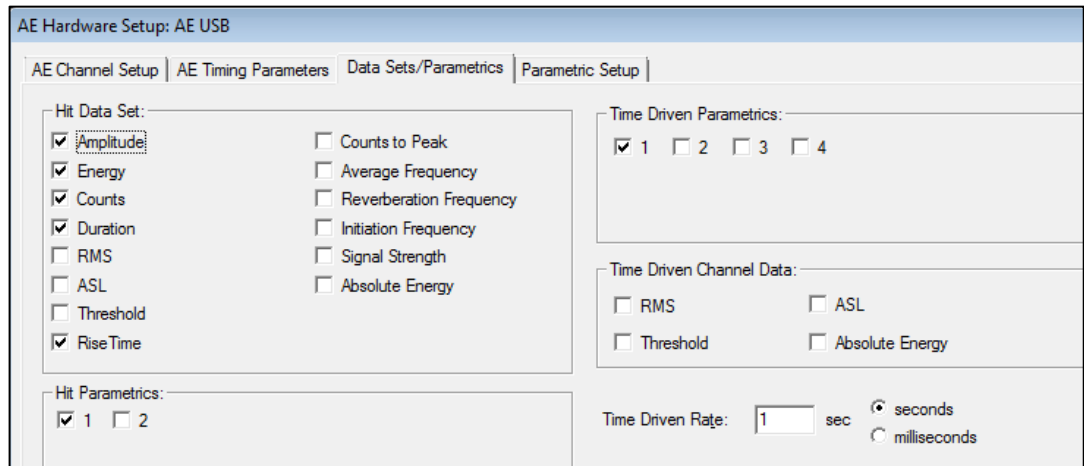 AE Hardware Setup: AE USB
AE Channel Setup AE Timing Parameters Data Sets/Parametrics Parametric Setup
Hit Data Set:
Amplitude
Energy
Counts
Duration
RMS
ASL
Threshold
RiseTime
Counts to Peak
Average Frequency
Reverberation Frequency
Initiation Frequency
Signal Strength
Absolute Energy
Hit Parametrics:
1 2
Time Driven Parametrics:
1 2 3 4
Time Driven Channel Data:
RMS ASL
Threshold Absolute Energy
Time Driven Rate: 1 sec
seconds
milliseconds